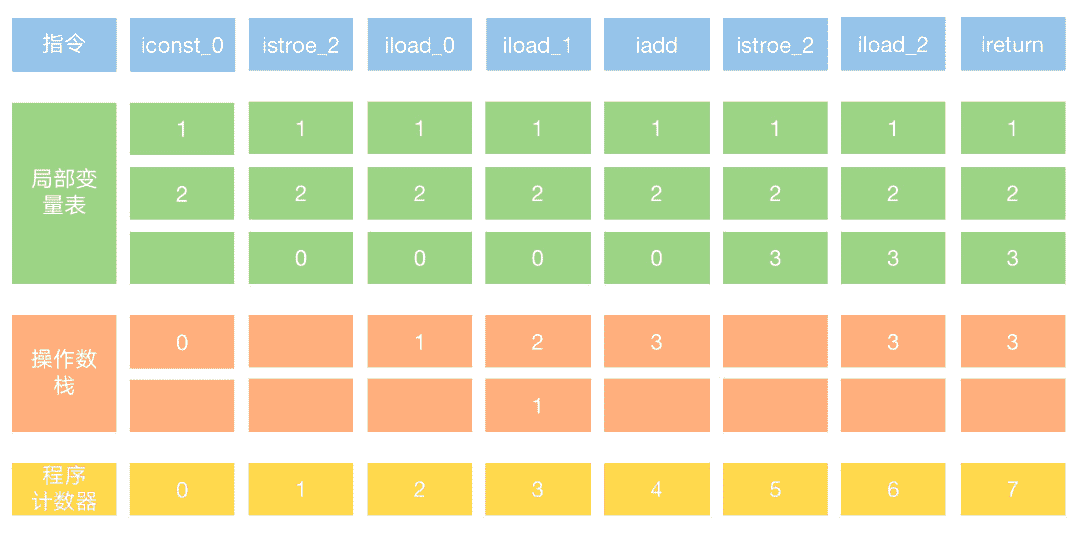 指令 iconst_0 istroe_2 iload_0 iload_1 iadd istroe_2 iload_2 ireturn
1 1 1 1 1 1 1 1
局部变
量表
2 2 2 2 2 2 2 2
0 0 0 0 3 3 3
操作数
栈
0 1 2 3 3 3
1
程序
计数器
0 1 2 3 4 5 6 7